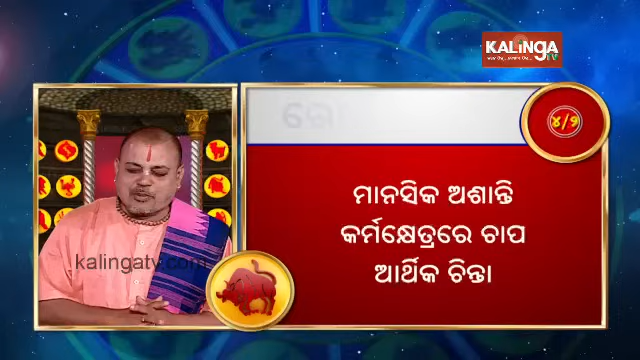 KALINGA TV
୪/୨
ମାନସିକ ଅଶାନ୍ତି
କର୍ମକ୍ଷେତ୍ରରେ ଚାପ
ଆର୍ଥିକ ଚିନ୍ତା
kalingatv.com